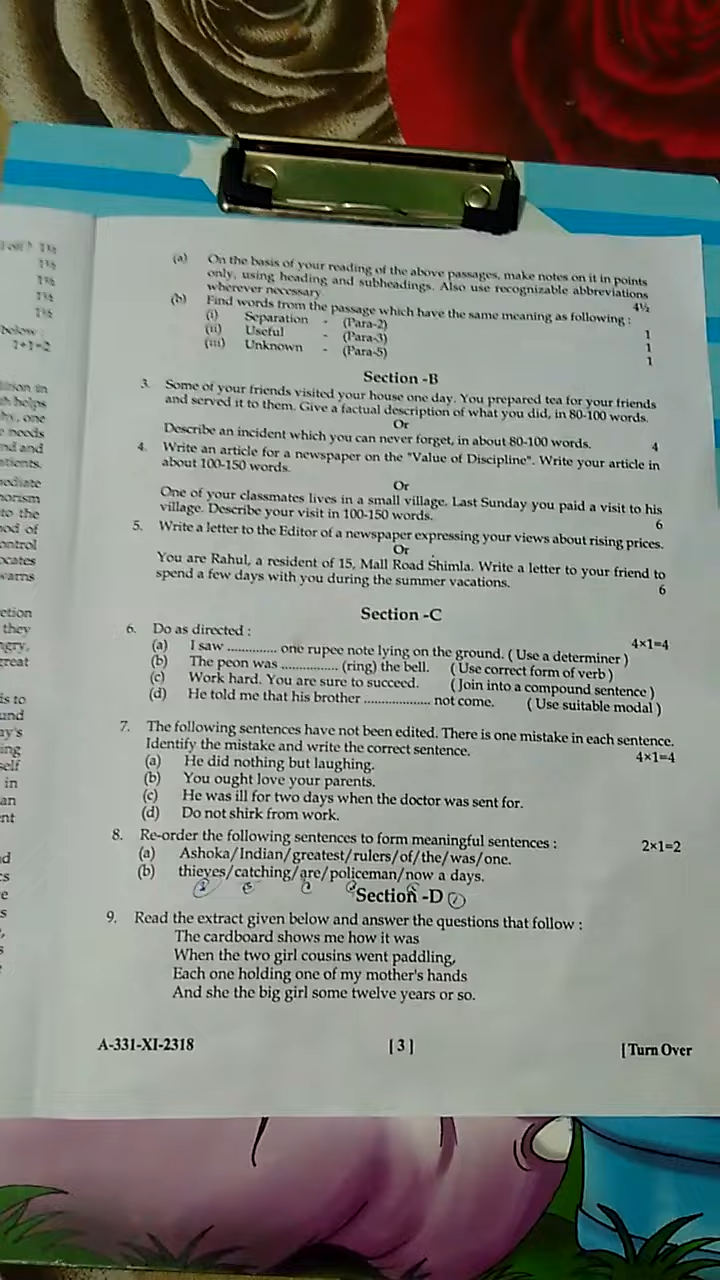 1½
1½
1½
1½
1½
below :
1+1=2
(a) On the basis of your reading of the above passages, make notes on it in points
only, using heading and subheadings. Also use recognizable abbreviations
wherever necessary. 4½
(b) Find words from the passage which have the same meaning as following :
(i) Separation - (Para-2) 1
(ii) Useful - (Para-3) 1
(iii) Unknown - (Para-5) 1
Section -B
3. Some of your friends visited your house one day. You prepared tea for your friends
and served it to them. Give a factual description of what you did, in 80-100 words.
Or
Describe an incident which you can never forget, in about 80-100 words. 4
4. Write an article for a newspaper on the "Value of Discipline". Write your article in
about 100-150 words.
Or
One of your classmates lives in a small village. Last Sunday you paid a visit to his
village. Describe your visit in 100-150 words. 6
5. Write a letter to the Editor of a newspaper expressing your views about rising prices.
Or
You are Rahul, a resident of 15, Mall Road Shimla. Write a letter to your friend to
spend a few days with you during the summer vacations. 6
Section -C
6. Do as directed : 4×1=4
(a) I saw .............. one rupee note lying on the ground. ( Use a determiner )
(b) The peon was ................ (ring) the bell. ( Use correct form of verb )
(c) Work hard. You are sure to succeed. ( Join into a compound sentence )
(d) He told me that his brother ................... not come. ( Use suitable modal )
7. The following sentences have not been edited. There is one mistake in each sentence.
Identify the mistake and write the correct sentence. 4×1=4
(a) He did nothing but laughing.
(b) You ought love your parents.
(c) He was ill for two days when the doctor was sent for.
(d) Do not shirk from work.
8. Re-order the following sentences to form meaningful sentences : 2×1=2
(a) Ashoka/Indian/greatest/rulers/of/the/was/one.
(b) thieves/catching/are/policeman/now a days.
Section -D
9. Read the extract given below and answer the questions that follow :
The cardboard shows me how it was
When the two girl cousins went paddling,
Each one holding one of my mother's hands
And she the big girl some twelve years or so.
A-331-XI-2318 [ 3 ] [ Turn Over